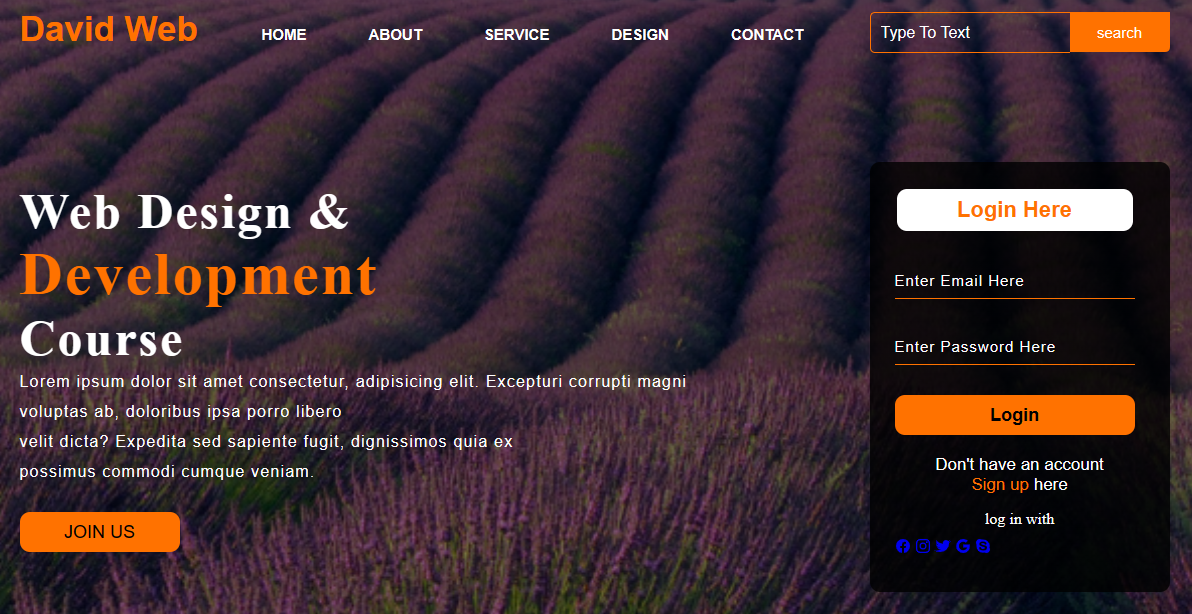 David Web
HOME ABOUT SERVICE DESIGN CONTACT
Type To Text search
Web Design &
Development
Course
Lorem ipsum dolor sit amet consectetur, adipisicing elit. Excepturi corrupti magni
voluptas ab, doloribus ipsa porro libero
velit dicta? Expedita sed sapiente fugit, dignissimos quia ex
possimus commodi cumque veniam.
JOIN US
Login Here
Enter Email Here
Enter Password Here
Login
Don't have an account
Sign up here
log in with